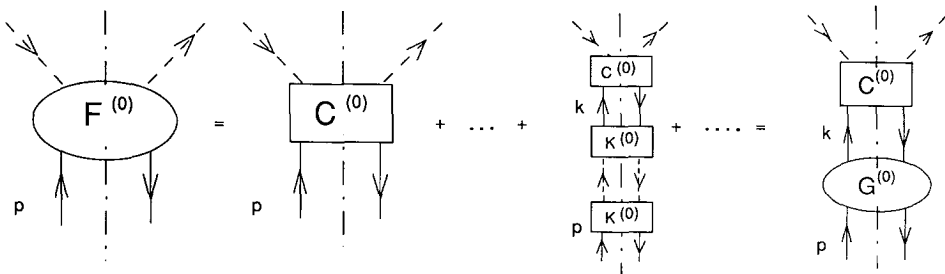 F(0) = C(0) + ... + C(0) + .... = C(0)
k
K(0)
K(0)
k
G(0)
p
p
p
p